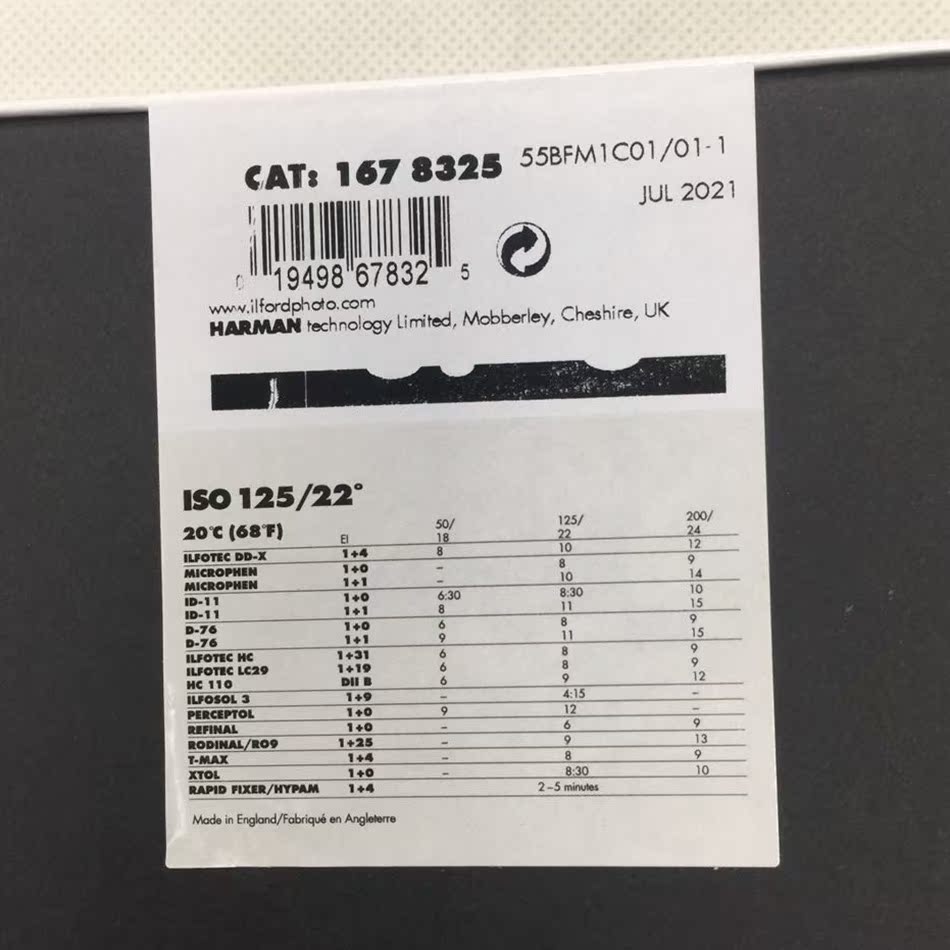 CAT: 167 8325 55BFM1C01/01-1
JUL 2021
0 19498 67832 5
www.ilfordphoto.com
HARMAN technology Limited, Mobberley, Cheshire, UK
ISO 125/22°
20°C (68°F) EI 50/18 125/22 200/24
ILFOTEC DD-X 1+4 8 10 12
MICROPHEN 1+0 – 8 9
MICROPHEN 1+1 – 10 14
ID-11 1+0 6:30 8:30 10
ID-11 1+1 8 11 15
D-76 1+0 6 8 9
D-76 1+1 9 11 15
ILFOTEC HC 1+31 6 8 9
ILFOTEC LC29 1+19 6 8 9
HC 110 DIl B 6 9 12
ILFOSOL 3 1+9 – 4:15 –
PERCEPTOL 1+0 9 12 –
REFINAL 1+0 – 6 9
RODINAL/RO9 1+25 – 9 13
T-MAX 1+4 – 8 9
XTOL 1+0 – 8:30 10
RAPID FIXER/HYPAM 1+4 2–5 minutes
Made in England/Fabriqué en Angleterre